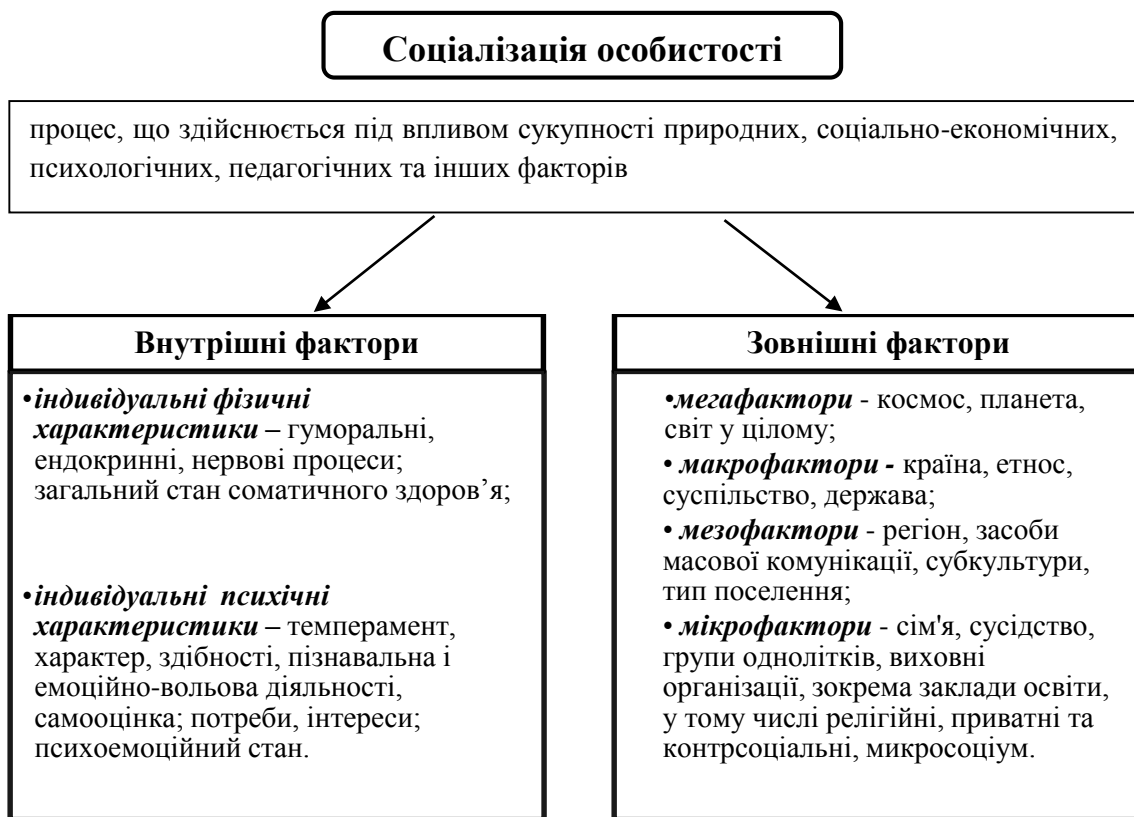 Соціалізація особистості
процес, що здійснюється під впливом сукупності природних, соціально-економічних,
психологічних, педагогічних та інших факторів
Внутрішні фактори
•індивідуальні фізичні
характеристики – гуморальні,
ендокринні, нервові процеси;
загальний стан соматичного здоров’я;
•індивідуальні психічні
характеристики – темперамент,
характер, здібності, пізнавальна і
емоційно-вольова діяльності,
самооцінка; потреби, інтереси;
психоемоційний стан.
Зовнішні фактори
•мегафактори - космос, планета,
світ у цілому;
• макрофактори - країна, етнос,
суспільство, держава;
• мезофактори - регіон, засоби
масової комунікації, субкультури,
тип поселення;
• мікрофактори - сім'я, сусідство,
групи однолітків, виховні
організації, зокрема заклади освіти,
у тому числі релігійні, приватні та
контрсоціальні, микросоціум.